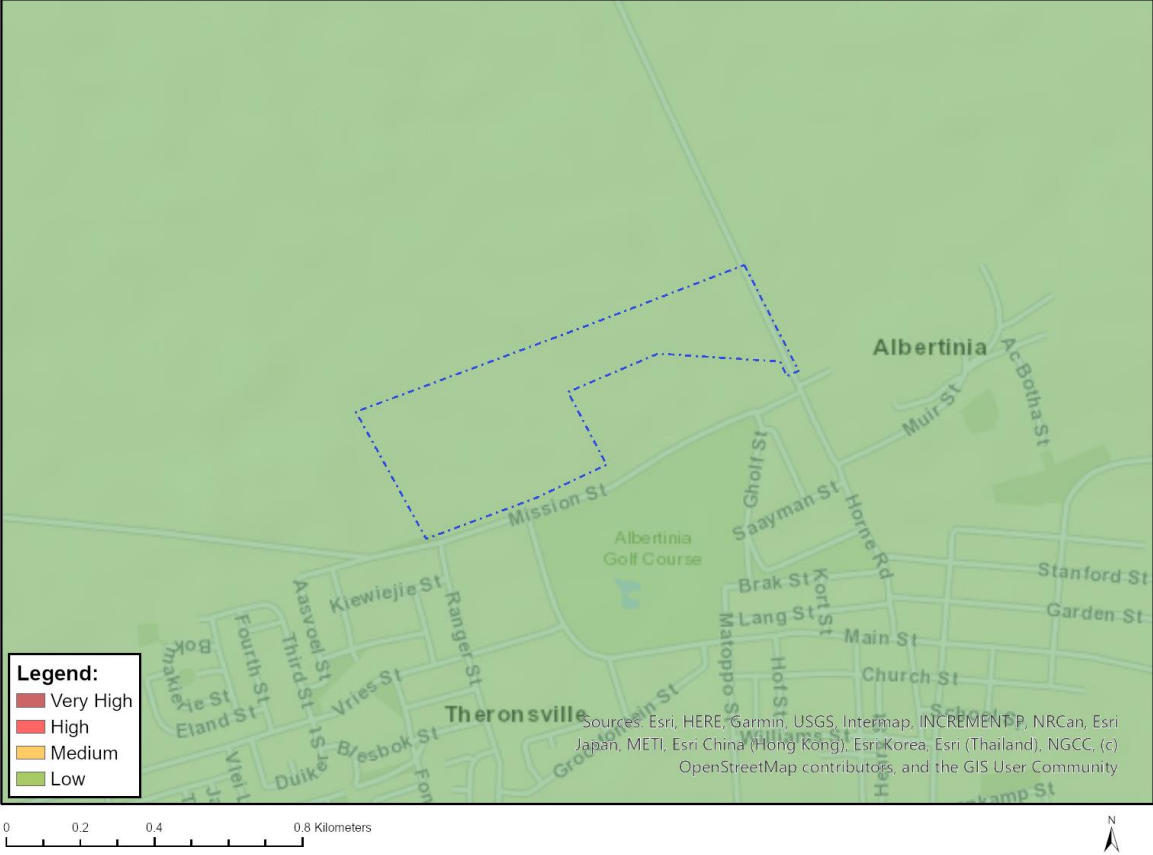 Albertinia
Ac Botha St
Muir St
Gholf St
Mission St
Saayman St
Horne Rd
Albertinia
Golf Course
Stanford St
Brak St
Kort St
Kiewiejie St
Aasvoel St
Ranger St
Garden St
Lang St
Matoppo St
Main St
Fourth St
Third St
Bok
Hof St
Church St
Vries St
Eland St
Theronsville
Sources: Esri, HERE, Garmin, USGS, Intermap, INCREMENT P, NRCan, Esri
Japan, METI, Esri China (Hong Kong), Esri Korea, Esri (Thailand), NGCC, (c)
OpenStreetMap contributors, and the GIS User Community
Williams St
Blesbok St
Duiker St
Legend:
Very High
High
Medium
Low
0 0.2 0.4 0.8 Kilometers
N